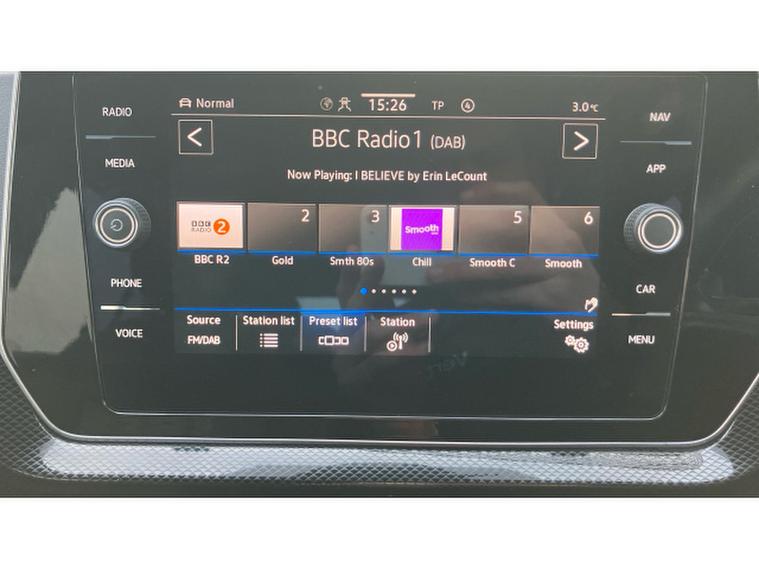 RADIO
Normal
15:26
TP
4
3.0°C
NAV
<
BBC Radio1 (DAB)
>
MEDIA
Now Playing: I BELIEVE by Erin LeCount
APP
BBC RADIO 2
2
3
Smooth
5
6
BBC R2
Gold
Smth 80s
Chill
Smooth C
Smooth
PHONE
CAR
VOICE
Source
Station list
Preset list
Station
Settings
FM/DAB
MENU